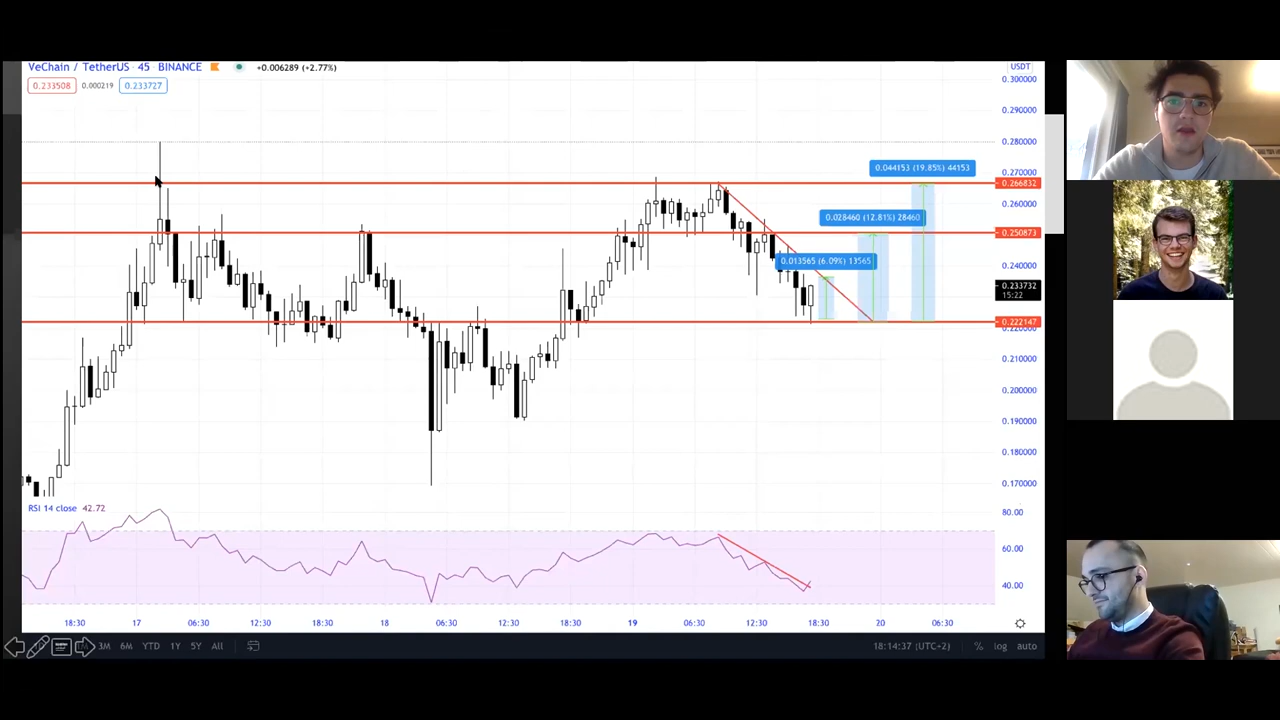 VeChain / TetherUS · 45 BINANCE +0.006289 (+2.77%)
0.233508 0.000219 0.233727
USDT
0.300000
0.290000
0.280000
0.270000
0.044153 (19.85%) 44153
0.266832
0.260000
0.028460 (12.81%) 28460
0.250873
0.013565 (6.09%) 13565
0.240000
0.233732
15:22
0.222147
0.220000
0.210000
0.200000
0.190000
0.180000
0.170000
RSI 14 close 42.72
80.00
60.00
40.00
18:30 17 06:30 12:30 18:30 18 06:30 12:30 18:30 19 06:30 12:30 18:30 20 06:30
3M 6M YTD 1Y 5Y All 18:14:37 (UTC+2) % log auto